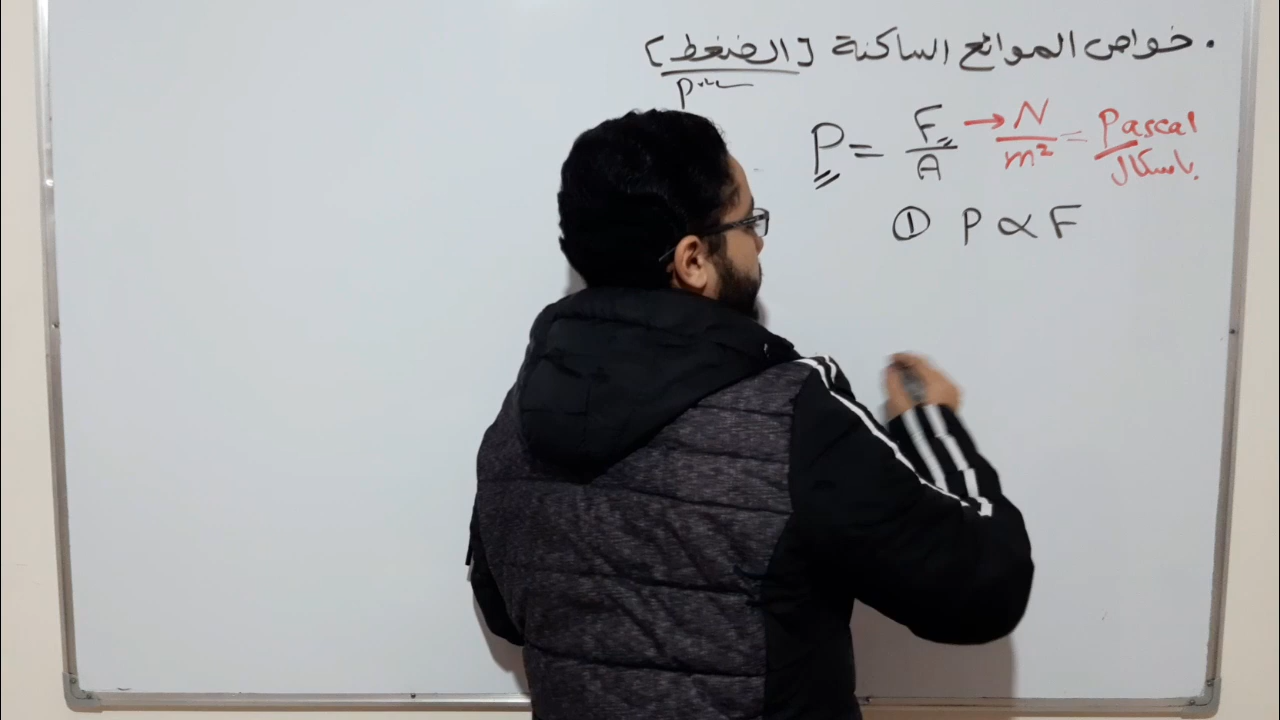 . خواص الموائع الساكنة [الضغط]
P = F/A → N/m² = Pascal
باسكال
① P ∝ F